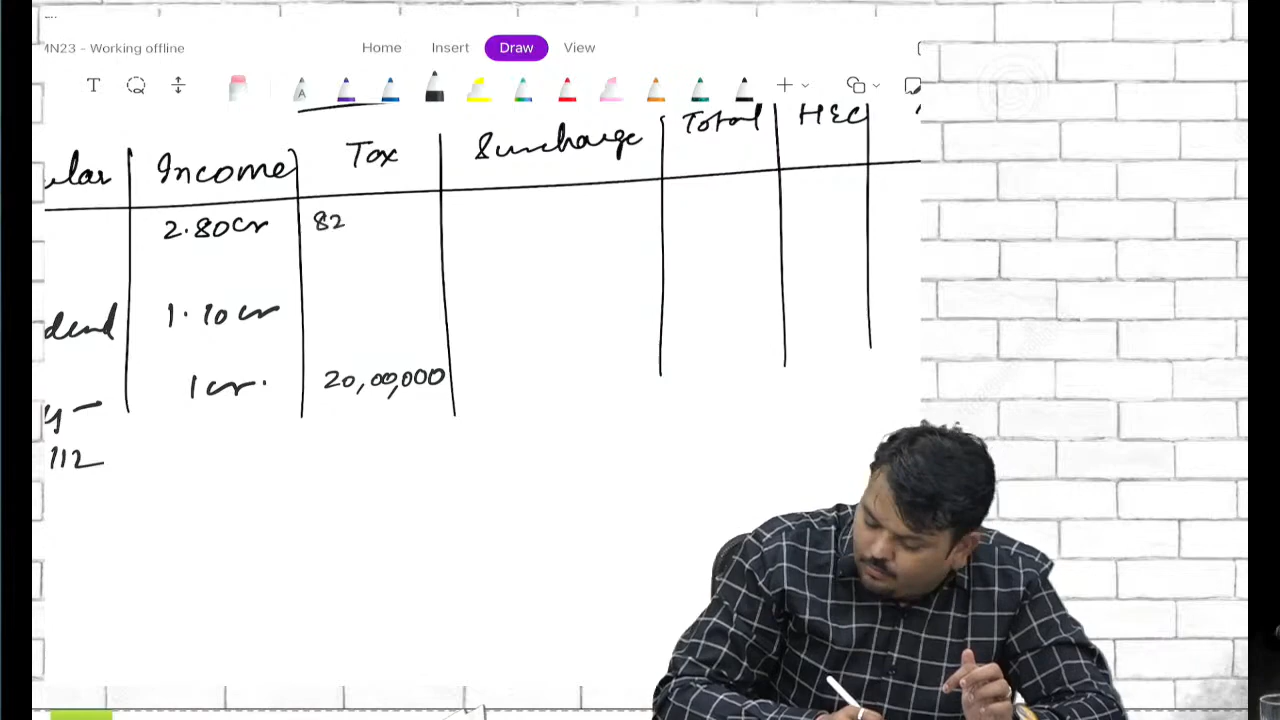 MN23 - Working offline
Home Insert Draw View
T
A
Tax Surcharge Total HEC
ular Income
2.80cr 82
dend 1.10cr
1cr. 20,00,000
y -
112